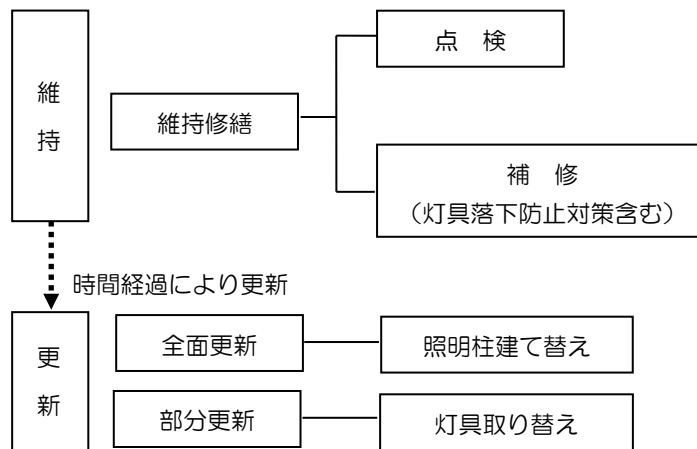 維持
維持修繕
点　検
補　修
（灯具落下防止対策含む）
時間経過により更新
更新
全面更新
照明柱建て替え
部分更新
灯具取り替え